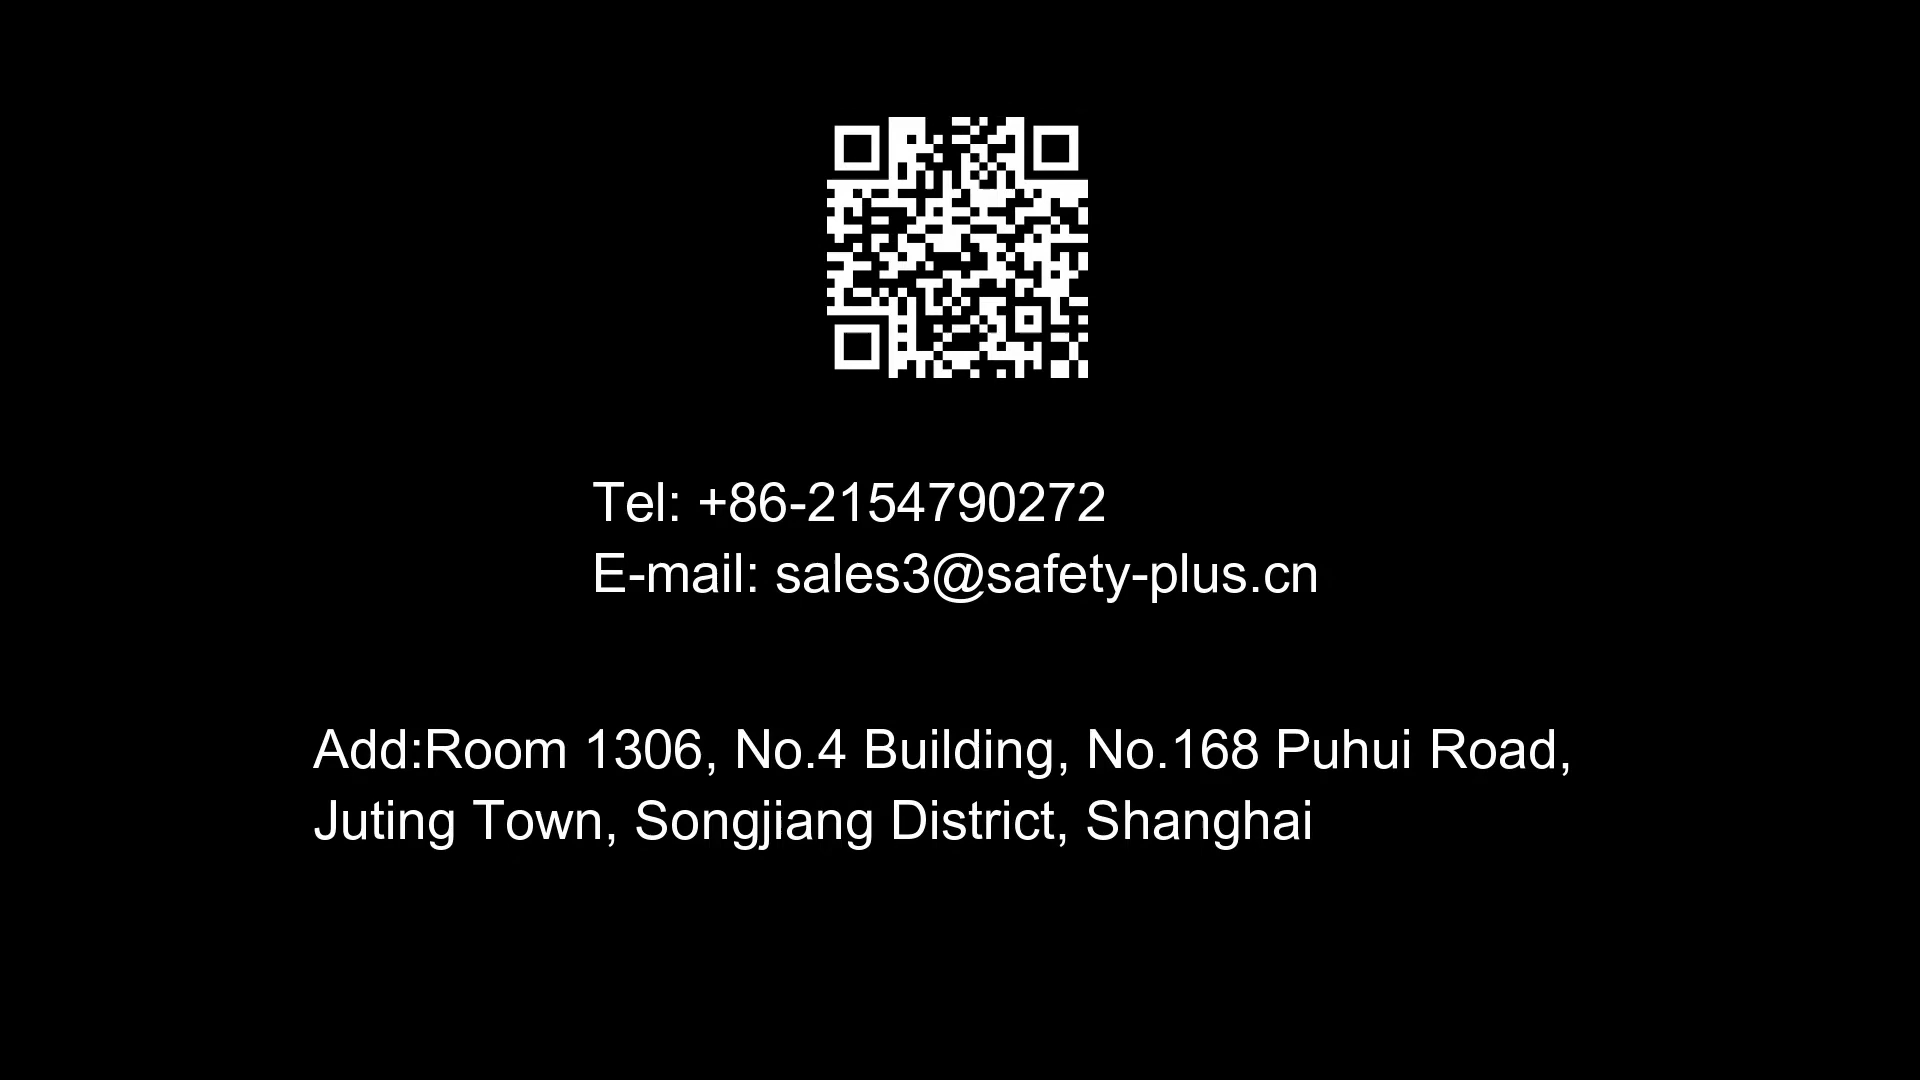 Tel: +86-2154790272
E-mail: sales3@safety-plus.cn
Add:Room 1306, No.4 Building, No.168 Puhui Road,
Juting Town, Songjiang District, Shanghai